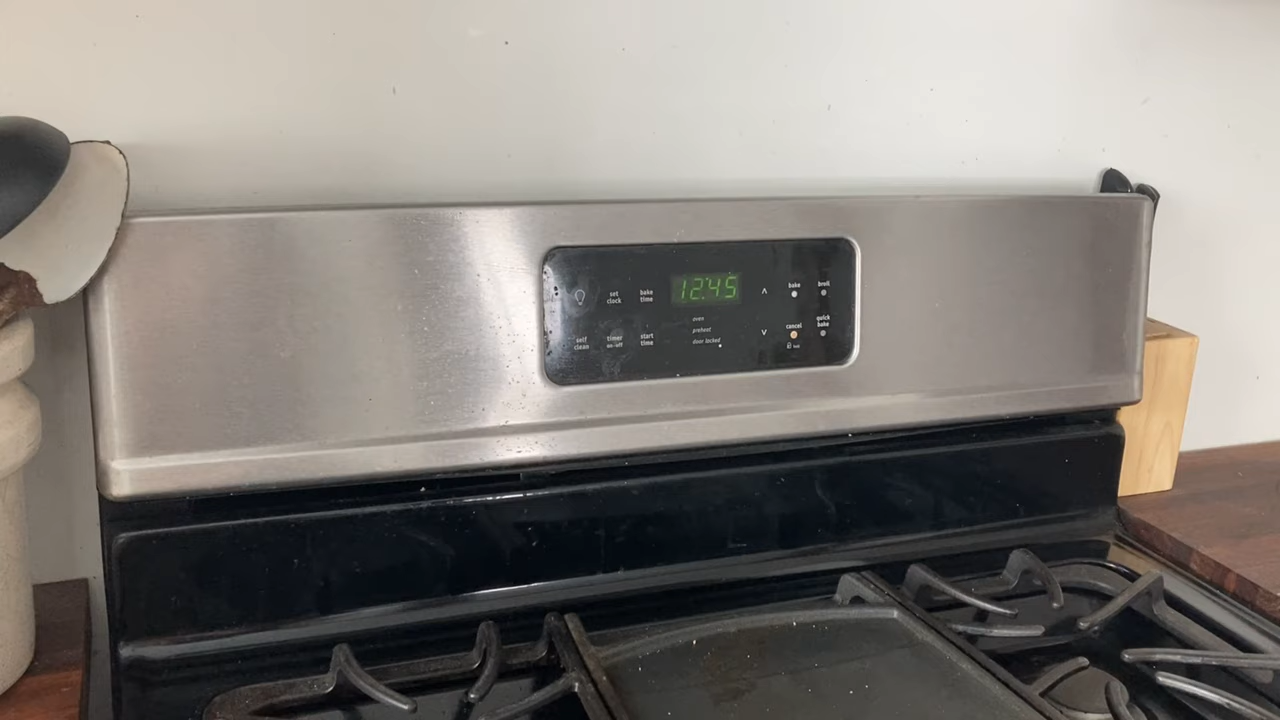 set
clock
bake
time
12:45
bake
broil
oven
preheat
door locked
self
clean
timer
on-off
start
time
cancel
quick
bake